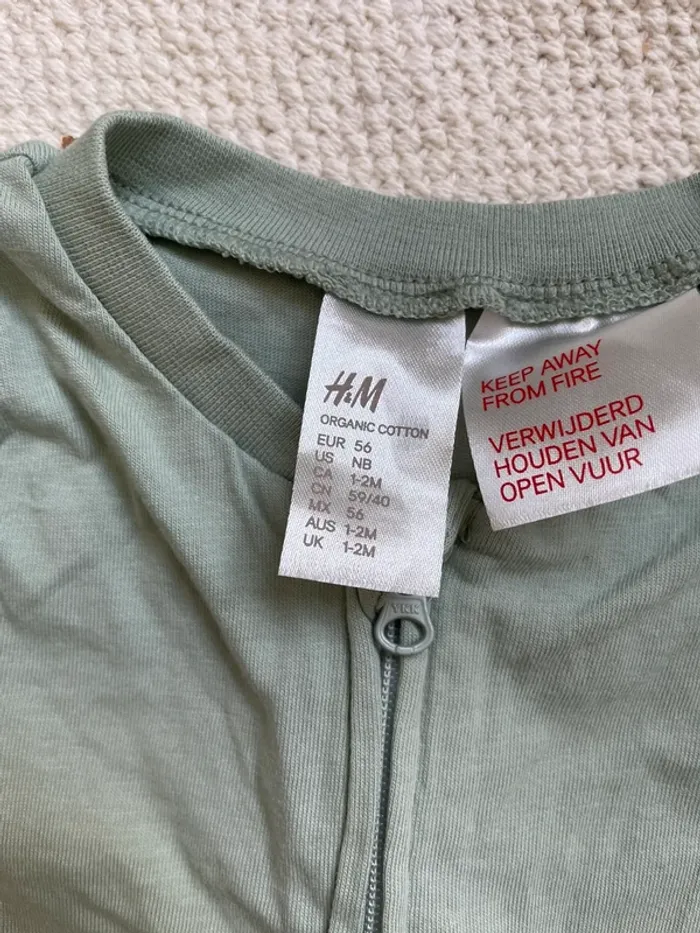 H&M
ORGANIC COTTON
EUR 56
US NB
CA 1-2M
CN 59/40
MX 56
AUS 1-2M
UK 1-2M
KEEP AWAY
FROM FIRE
VERWIJDERD
HOUDEN VAN
OPEN VUUR
YKK